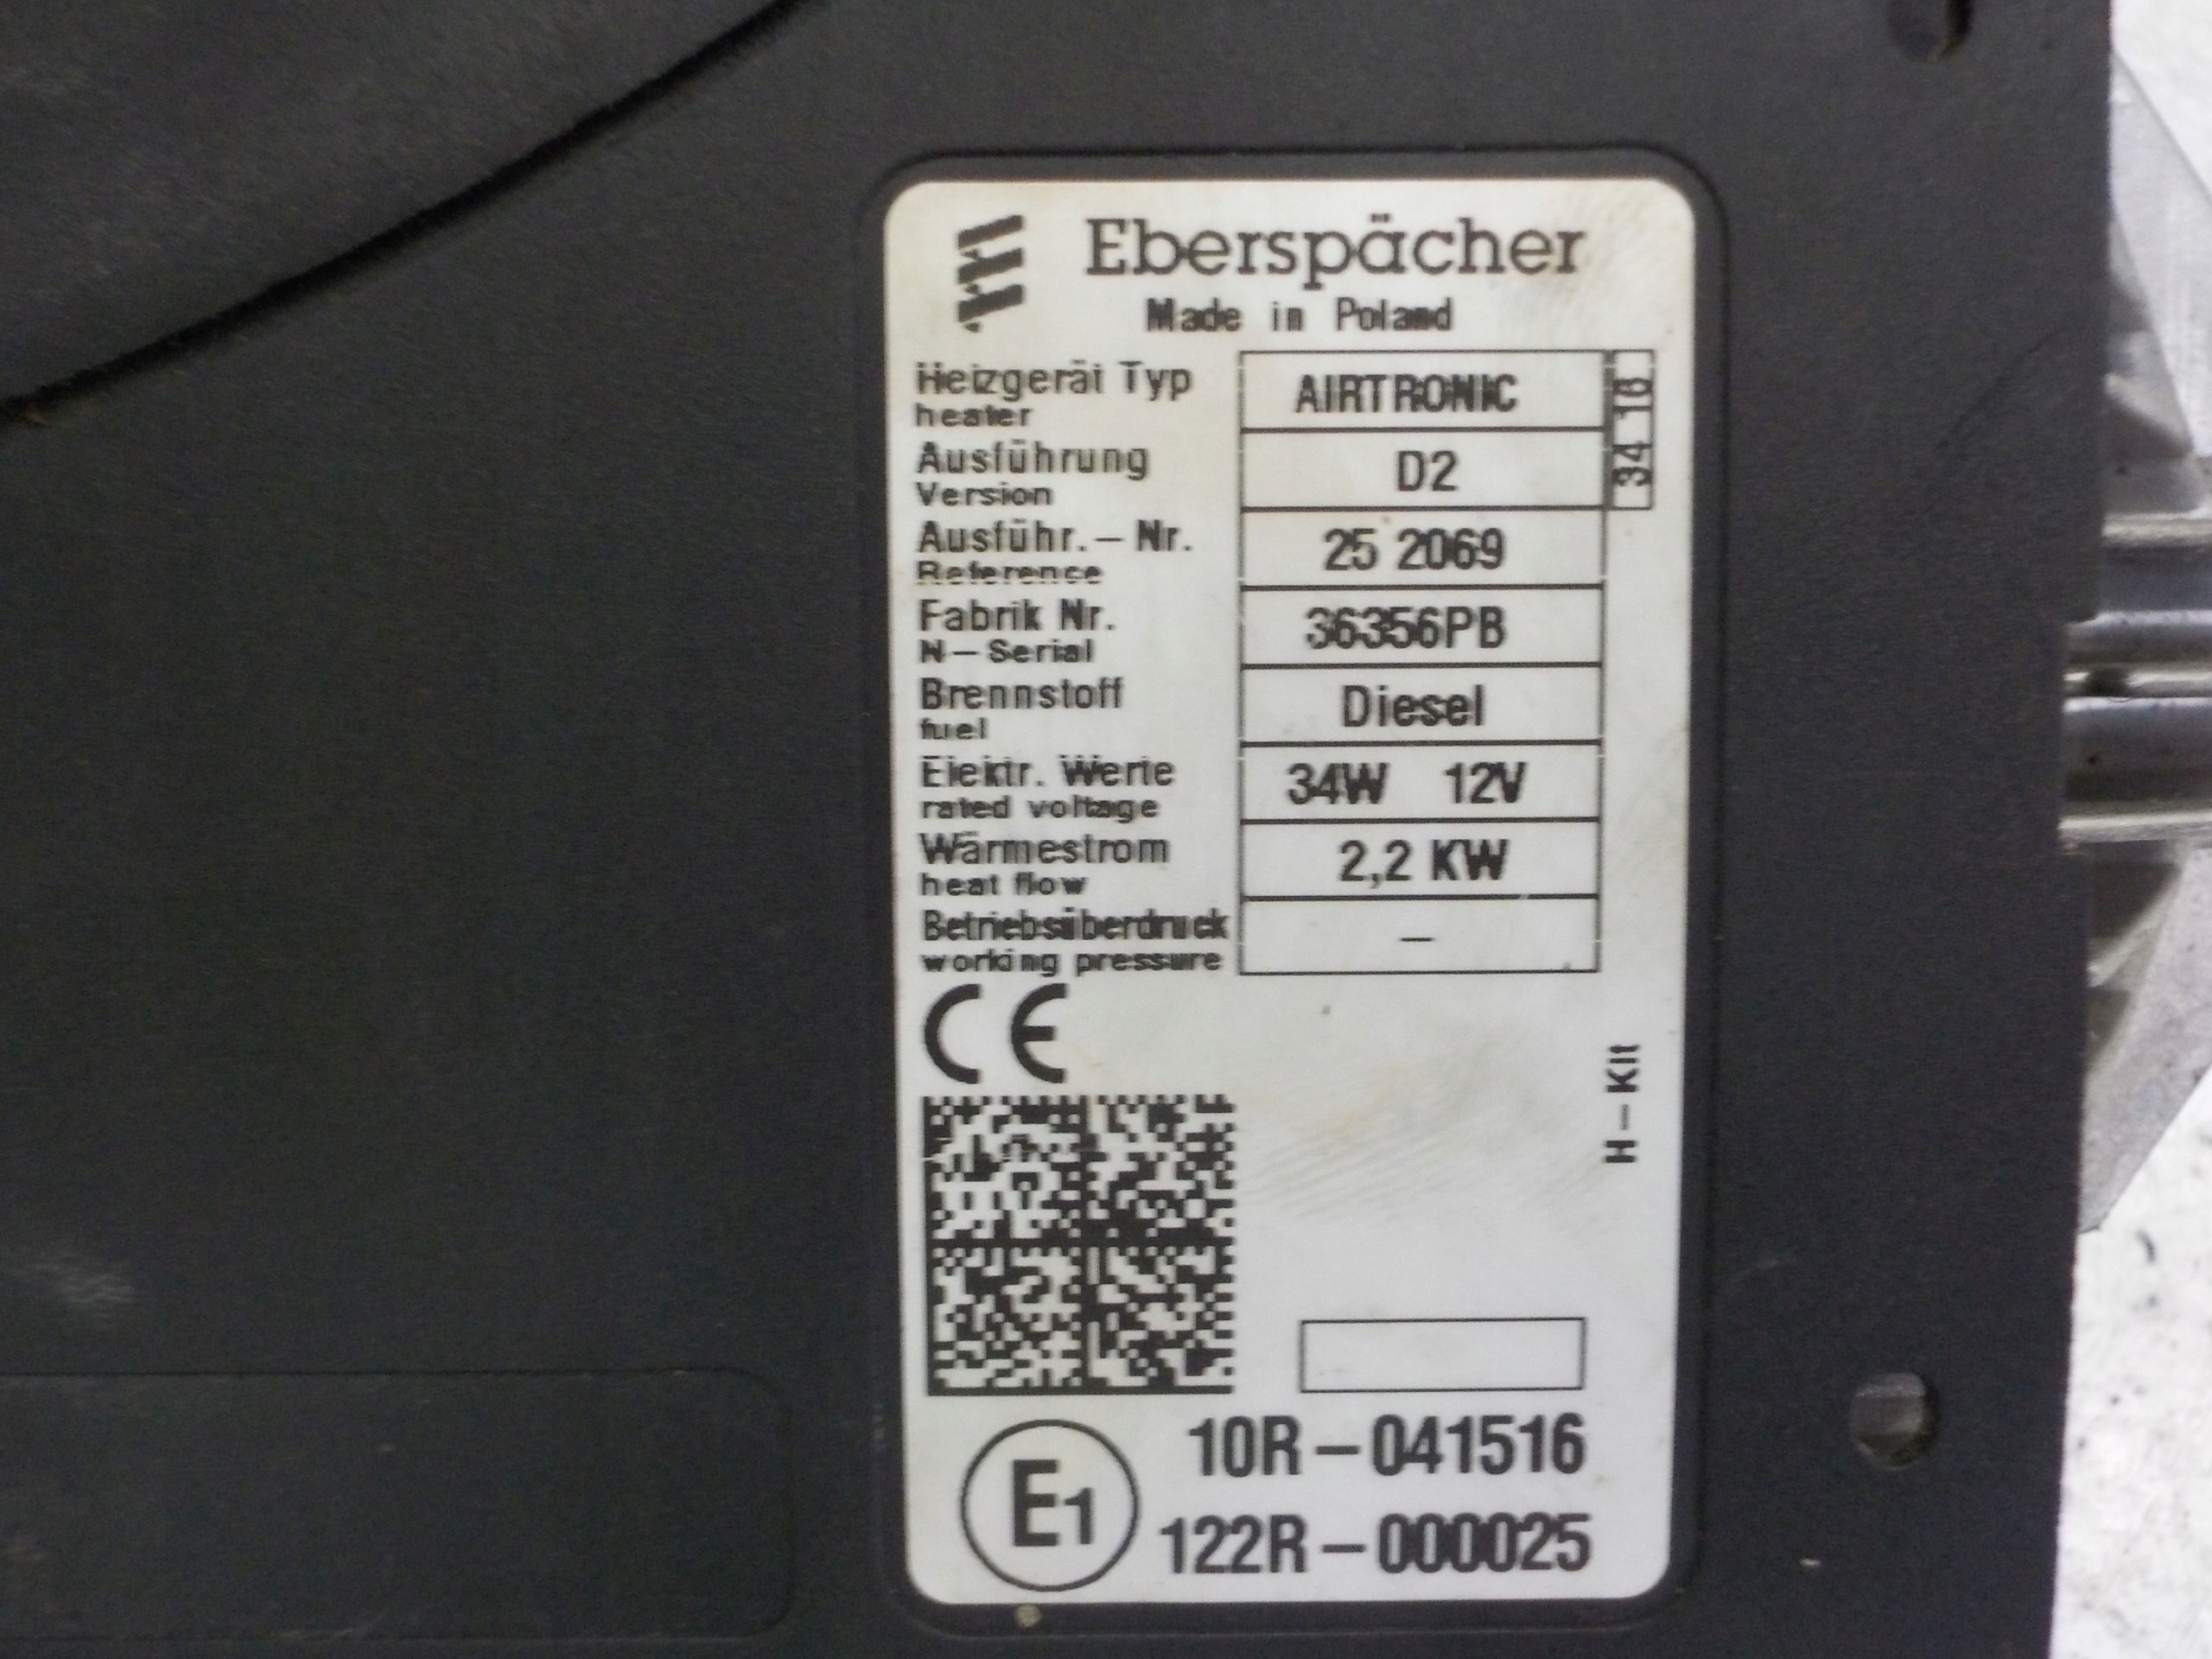 Eberspächer
Made in Poland
Heizgerät Typ
heater
AIRTRONIC
34 16
Ausführung
Version
D2
Ausführ.-Nr.
Reference
25 2069
Fabrik Nr.
N-Serial
36356PB
Brennstoff
fuel
Diesel
Elektr. Werte
rated voltage
34W 12V
Wärmestrom
heat flow
2,2 KW
Betriebsüberdruck
working pressure
–
CE
H-Kit
E1
10R-041516
122R-000025